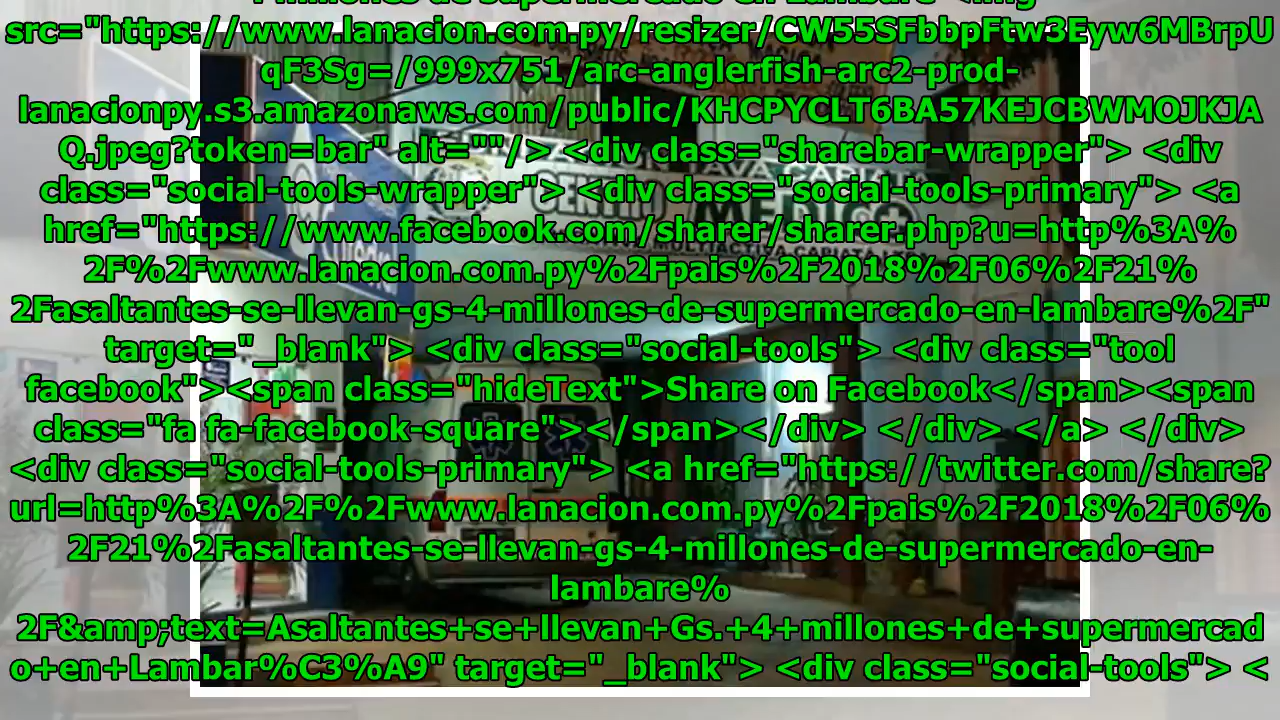 src="https://www.lanacion.com.py/resizer/CW55SFbbpFtw3Eyw6MBrpU
qF3Sg=/999x751/arc-anglerfish-arc2-prod-
lanacionpy.s3.amazonaws.com/public/KHCPYCLT6BA57KEJCBWMOJKJA
Q.jpeg?token=bar" alt=""/> <div class="sharebar-wrapper"> <div
class="social-tools-wrapper"> <div class="social-tools-primary"> <a
href="https://www.facebook.com/sharer/sharer.php?u=http%3A%
2F%2Fwww.lanacion.com.py%2Fpais%2F2018%2F06%2F21%
2Fasaltantes-se-llevan-gs-4-millones-de-supermercado-en-lambare%2F"
target="_blank"> <div class="social-tools"> <div class="tool
facebook"><span class="hideText">Share on Facebook</span><span
class="fa fa-facebook-square"></span></div> </div> </a> </div>
<div class="social-tools-primary"> <a href="https://twitter.com/share?
url=http%3A%2F%2Fwww.lanacion.com.py%2Fpais%2F2018%2F06%
2F21%2Fasaltantes-se-llevan-gs-4-millones-de-supermercado-en-
lambare%
2F&amp;text=Asaltantes+se+llevan+Gs.+4+millones+de+supermercad
o+en+Lambar%C3%A9" target="_blank"> <div class="social-tools"> <
CENTRO MEDICO
MULTIACTIVA CAPIATA